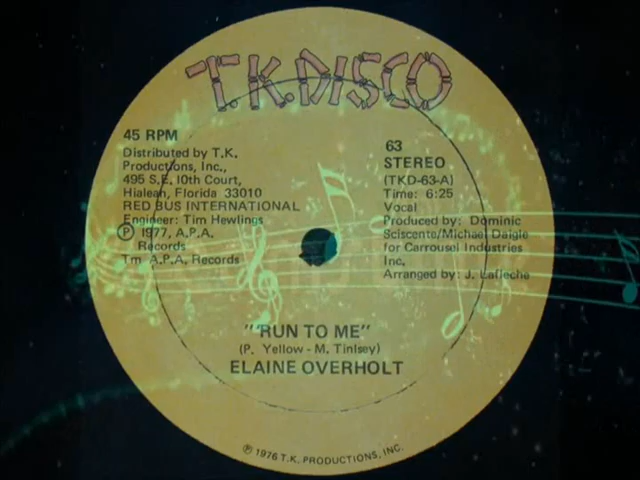 T.K. DISCO
45 RPM
Distributed by T.K.
Productions, Inc.,
495 S.E. 10th Court,
Hialeah, Florida 33010
RED BUS INTERNATIONAL
Engineer: Tim Hewlings
Ⓟ 1977, A.P.A.
Records
Tm A.P.A. Records
63
STEREO
(TKD-63-A)
Time: 6:25
Vocal
Produced by: Dominic
Sciscente/Michael Daigle
for Carrousel Industries
Inc.
Arranged by: J. Lafleche
""RUN TO ME"
(P. Yellow - M. Tinlsey)
ELAINE OVERHOLT
Ⓟ 1976 T.K. PRODUCTIONS, INC.